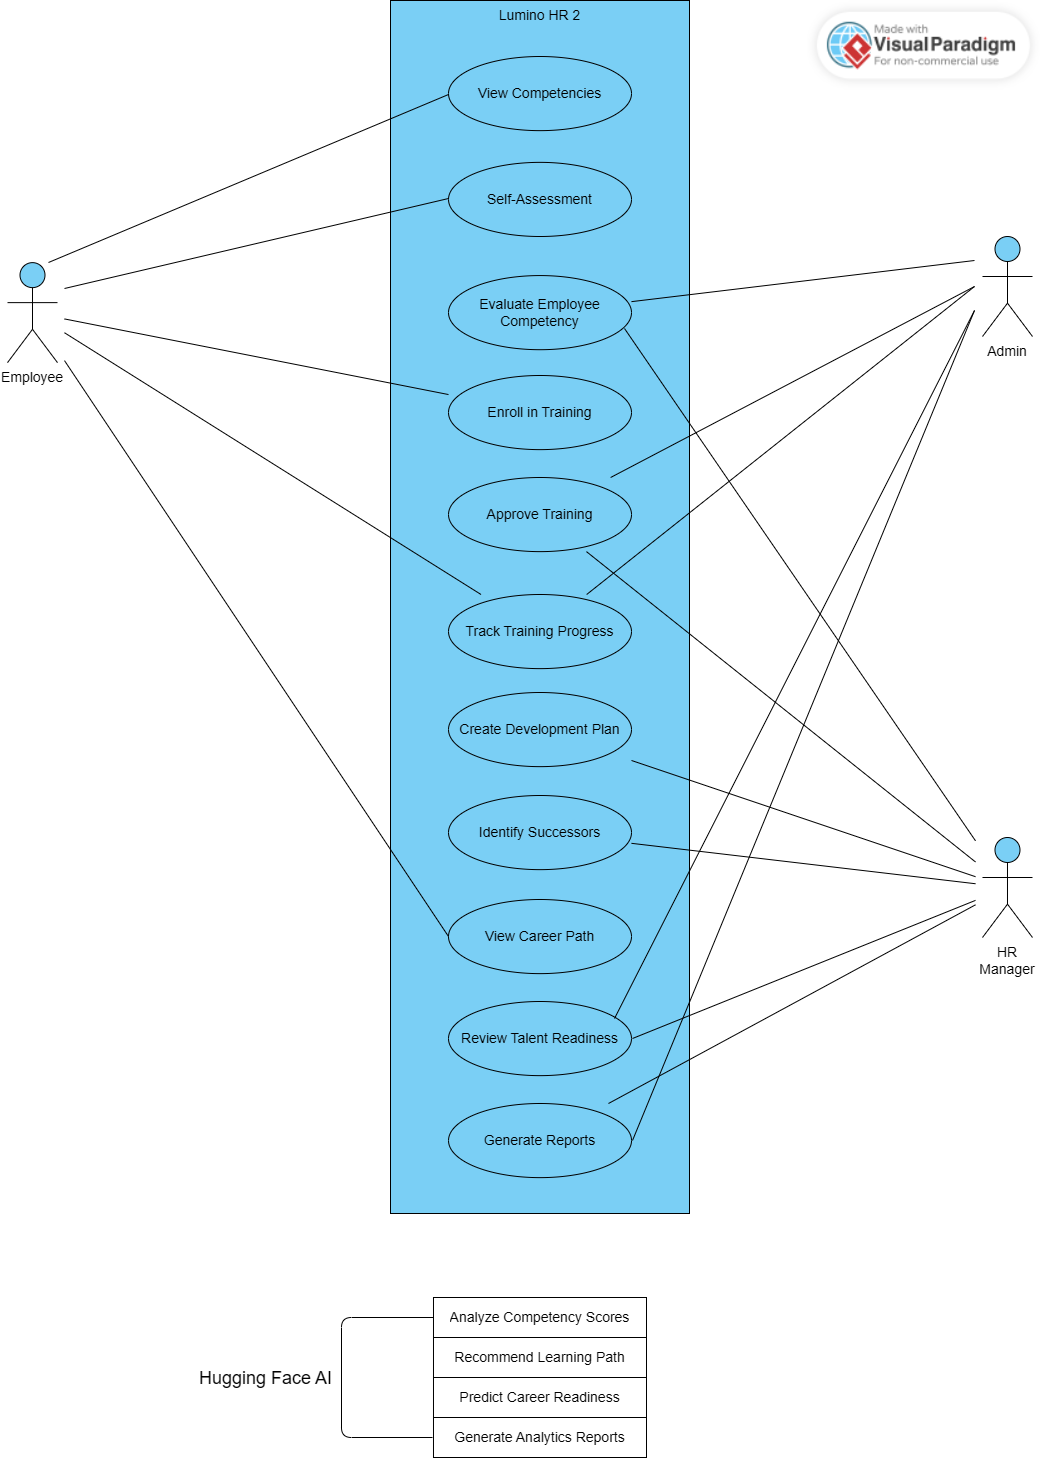 Lumino HR 2
Made with
Visual Paradigm
For non-commercial use
View Competencies
Self-Assessment
Evaluate Employee
Competency
Enroll in Training
Approve Training
Track Training Progress
Create Development Plan
Identify Successors
View Career Path
Review Talent Readiness
Generate Reports
Employee
Admin
HR
Manager
Hugging Face AI
Analyze Competency Scores
Recommend Learning Path
Predict Career Readiness
Generate Analytics Reports